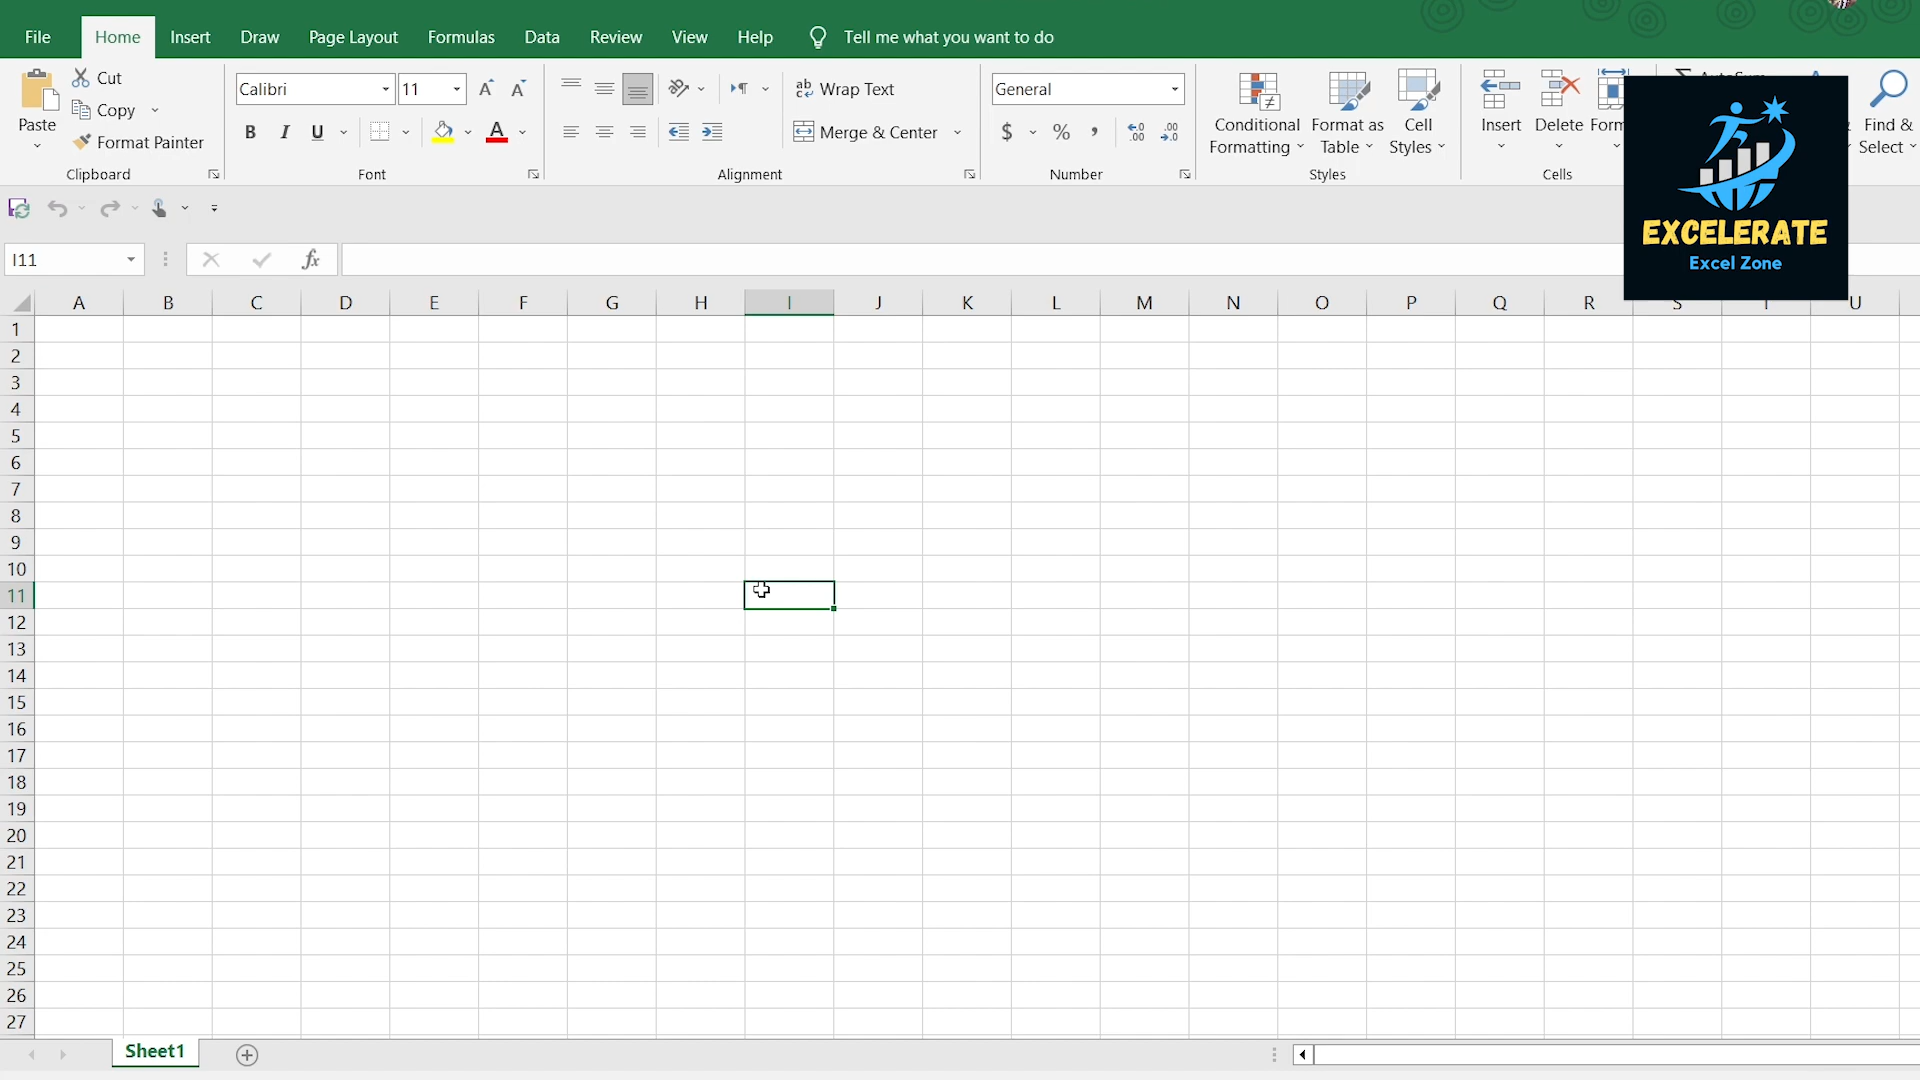 File Home Insert Draw Page Layout Formulas Data Review View Help Tell me what you want to do
Paste
Cut
Copy
Format Painter
Clipboard
Calibri 11
B I U A
Font
ab Wrap Text
Merge & Center
Alignment
General
$ % ,
Number
Conditional Formatting
Format as Table
Cell Styles
Styles
Insert Delete Form
Cells
Find & Select
EXCELERATE
Excel Zone
I11
fx
A B C D E F G H I J K L M N O P Q R S T U
1
2
3
4
5
6
7
8
9
10
11
12
13
14
15
16
17
18
19
20
21
22
23
24
25
26
27
Sheet1